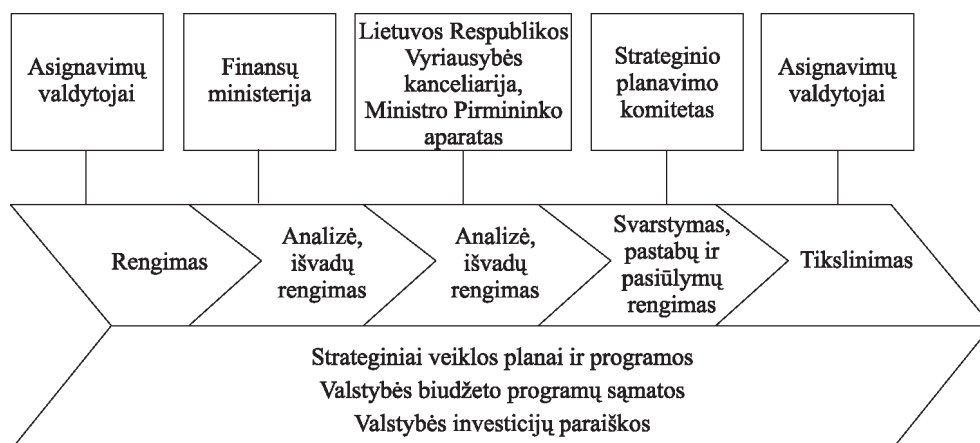 Asignavimų
valdytojai
Finansų
ministerija
Lietuvos Respublikos
Vyriausybės
kanceliarija,
Ministro Pirmininko
aparatas
Strateginio
planavimo
komitetas
Asignavimų
valdytojai
Rengimas
Analizė,
išvadų
rengimas
Analizė,
išvadų
rengimas
Svarstymas,
pastabų ir
pasiūlymų
rengimas
Tikslinimas
Strateginiai veiklos planai ir programos
Valstybės biudžeto programų sąmatos
Valstybės investicijų paraiškos